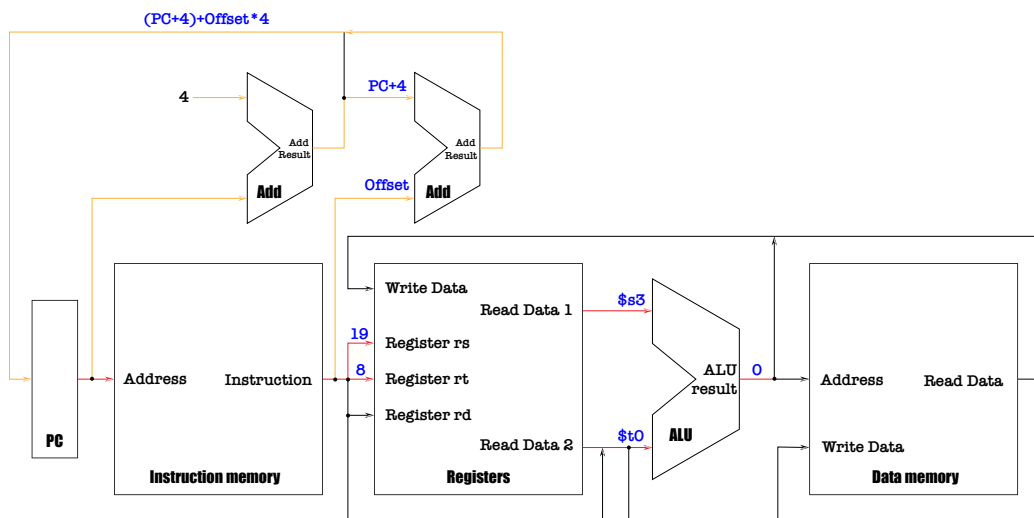 (PC+4)+Offset*4
4
PC+4
Add
Result
Add
Result
Offset
Add
Add
Write Data
Read Data 1
$s3
19
Register rs
Address
Instruction
8
Register rt
ALU
result
0
Address
Read Data
Register rd
PC
Read Data 2
$t0
ALU
Write Data
Instruction memory
Registers
Data memory